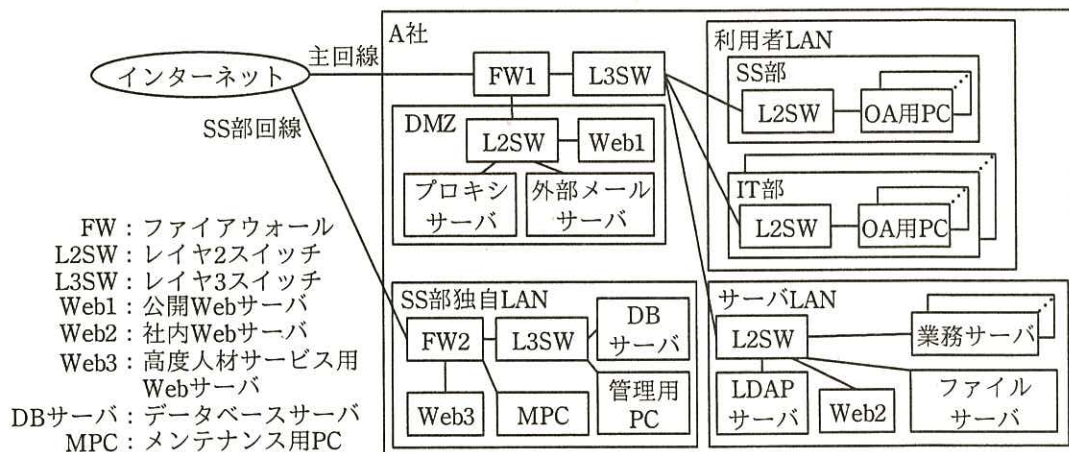 A社
主回線
インターネット
SS部回線
FW1
L3SW
DMZ
L2SW
Web1
プロキシ
サーバ
外部メール
サーバ
利用者LAN
SS部
L2SW
OA用PC
IT部
L2SW
OA用PC
FW：ファイアウォール
L2SW：レイヤ2スイッチ
L3SW：レイヤ3スイッチ
Web1：公開Webサーバ
Web2：社内Webサーバ
Web3：高度人材サービス用
Webサーバ
DBサーバ：データベースサーバ
MPC：メンテナンス用PC
SS部独自LAN
FW2
L3SW
DB
サーバ
Web3
MPC
管理用
PC
サーバLAN
L2SW
業務サーバ
LDAP
サーバ
Web2
ファイル
サーバ